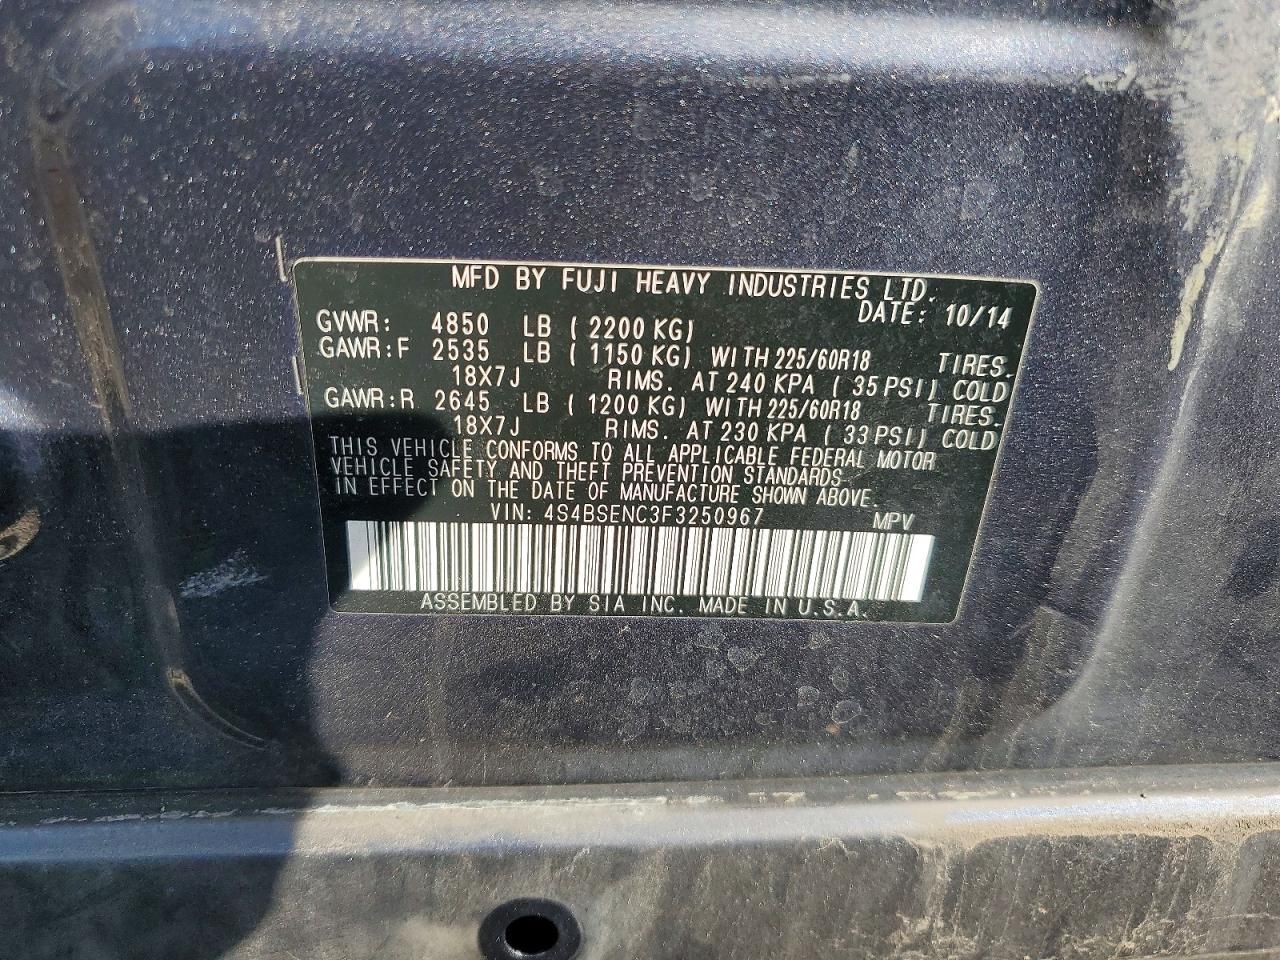 MFD BY FUJI HEAVY INDUSTRIES LTD.
DATE: 10/14
GVWR: 4850 LB ( 2200 KG)
GAWR:F 2535 LB ( 1150 KG) WITH 225/60R18 TIRES.
18X7J RIMS. AT 240 KPA ( 35 PSI) COLD
GAWR:R 2645 LB ( 1200 KG) WITH 225/60R18 TIRES.
18X7J RIMS. AT 230 KPA ( 33 PSI) COLD
THIS VEHICLE CONFORMS TO ALL APPLICABLE FEDERAL MOTOR
VEHICLE SAFETY AND THEFT PREVENTION STANDARDS
IN EFFECT ON THE DATE OF MANUFACTURE SHOWN ABOVE.
VIN: 4S4BSENC3F3250967 MPV
ASSEMBLED BY SIA INC. MADE IN U.S.A.